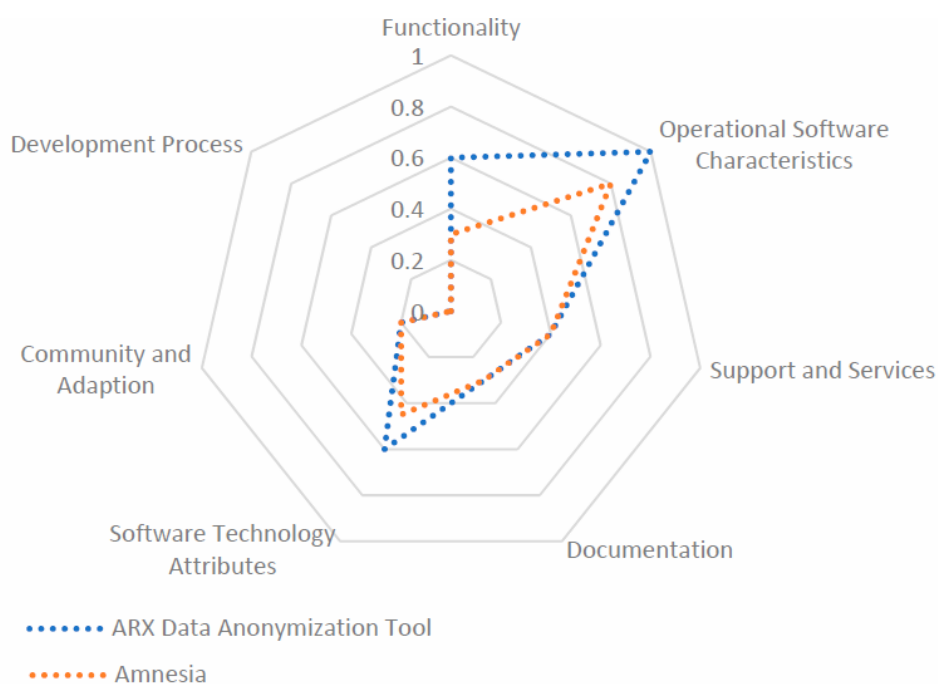 Functionality
1
0.8
0.6
0.4
0.2
0
Operational Software
Characteristics
Development Process
Support and Services
Community and
Adaption
Documentation
Software Technology
Attributes
ARX Data Anonymization Tool
Amnesia